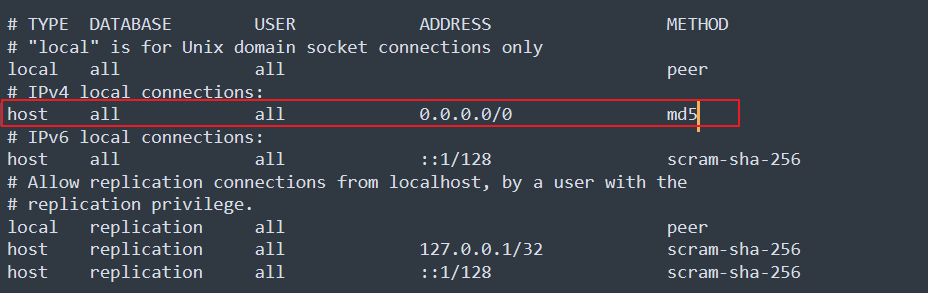 # TYPE  DATABASE        USER            ADDRESS                 METHOD
# "local" is for Unix domain socket connections only
local   all             all                                     peer
# IPv4 local connections:
host    all             all             0.0.0.0/0               md5
# IPv6 local connections:
host    all             all             ::1/128                 scram-sha-256
# Allow replication connections from localhost, by a user with the
# replication privilege.
local   replication     all                                     peer
host    replication     all             127.0.0.1/32            scram-sha-256
host    replication     all             ::1/128                 scram-sha-256